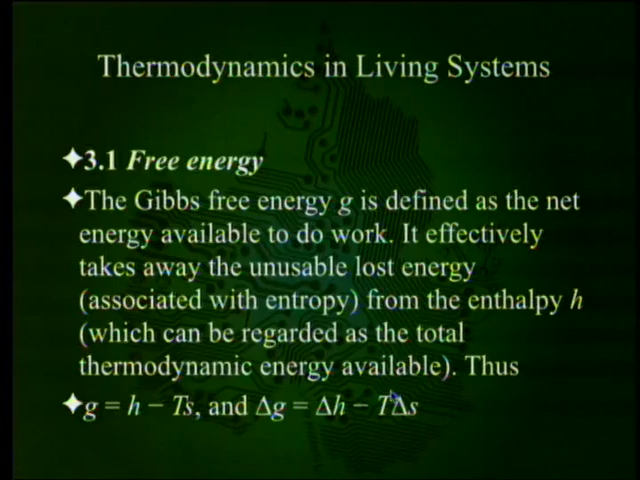 Thermodynamics in Living Systems
3.1 Free energy
The Gibbs free energy g is defined as the net
energy available to do work. It effectively
takes away the unusable lost energy
(associated with entropy) from the enthalpy h
(which can be regarded as the total
thermodynamic energy available). Thus
g = h − Ts, and Δg = Δh − TΔs